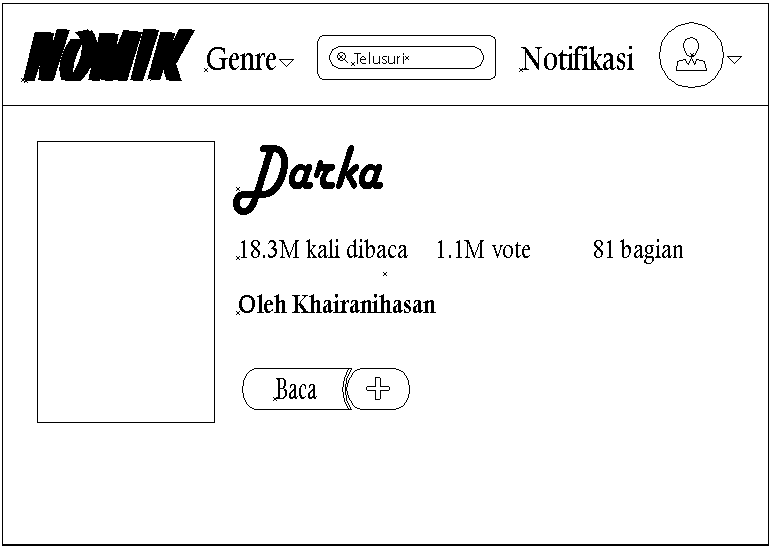 NOMIK Genre Telusuri Notifikasi
Darka
18.3M kali dibaca 1.1M vote 81 bagian
Oleh Khairanihasan
Baca